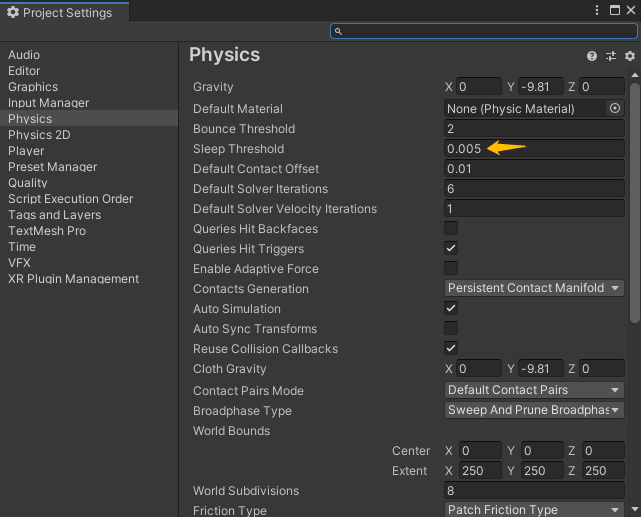 Project Settings
Audio
Editor
Graphics
Input Manager
Physics
Physics 2D
Player
Preset Manager
Quality
Script Execution Order
Tags and Layers
TextMesh Pro
Time
VFX
XR Plugin Management
Physics
Gravity X 0 Y -9.81 Z 0
Default Material None (Physic Material)
Bounce Threshold 2
Sleep Threshold 0.005
Default Contact Offset 0.01
Default Solver Iterations 6
Default Solver Velocity Iterations 1
Queries Hit Backfaces
Queries Hit Triggers
Enable Adaptive Force
Contacts Generation Persistent Contact Manifold
Auto Simulation
Auto Sync Transforms
Reuse Collision Callbacks
Cloth Gravity X 0 Y -9.81 Z 0
Contact Pairs Mode Default Contact Pairs
Broadphase Type Sweep And Prune Broadphas
World Bounds
Center X 0 Y 0 Z 0
Extent X 250 Y 250 Z 250
World Subdivisions 8
Friction Type Patch Friction Type